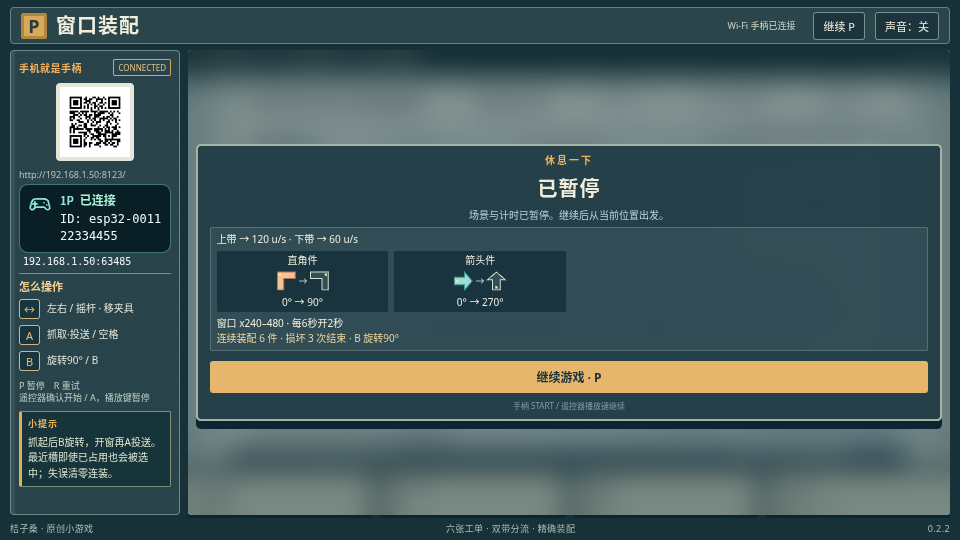 P 窗口装配
Wi-Fi 手柄已连接
继续 P
声音：关
手机就是手柄
CONNECTED
http://192.168.1.50:8123/
1P 已连接
ID: esp32-0011
22334455
192.168.1.50:63485
怎么操作
↔ 左右 / 摇杆 · 移夹具
A 抓取·投送 / 空格
B 旋转90° / B
P 暂停 R 重试
遥控器确认开始 / A，播放键暂停
小提示
抓起后B旋转，开窗再A投送。
最近槽即使已占用也会被选
中；失误清零连装。
休息一下
已暂停
场景与计时已暂停。继续后从当前位置出发。
上带 → 120 u/s · 下带 → 60 u/s
直角件
→
0° → 90°
箭头件
→
0° → 270°
窗口 x240–480 · 每6秒开2秒
连续装配 6 件 · 损坏 3 次结束 · B 旋转90°
继续游戏 · P
手柄 START / 遥控器播放键继续
桔子桑 · 原创小游戏
六张工单 · 双带分流 · 精确装配
0.2.2